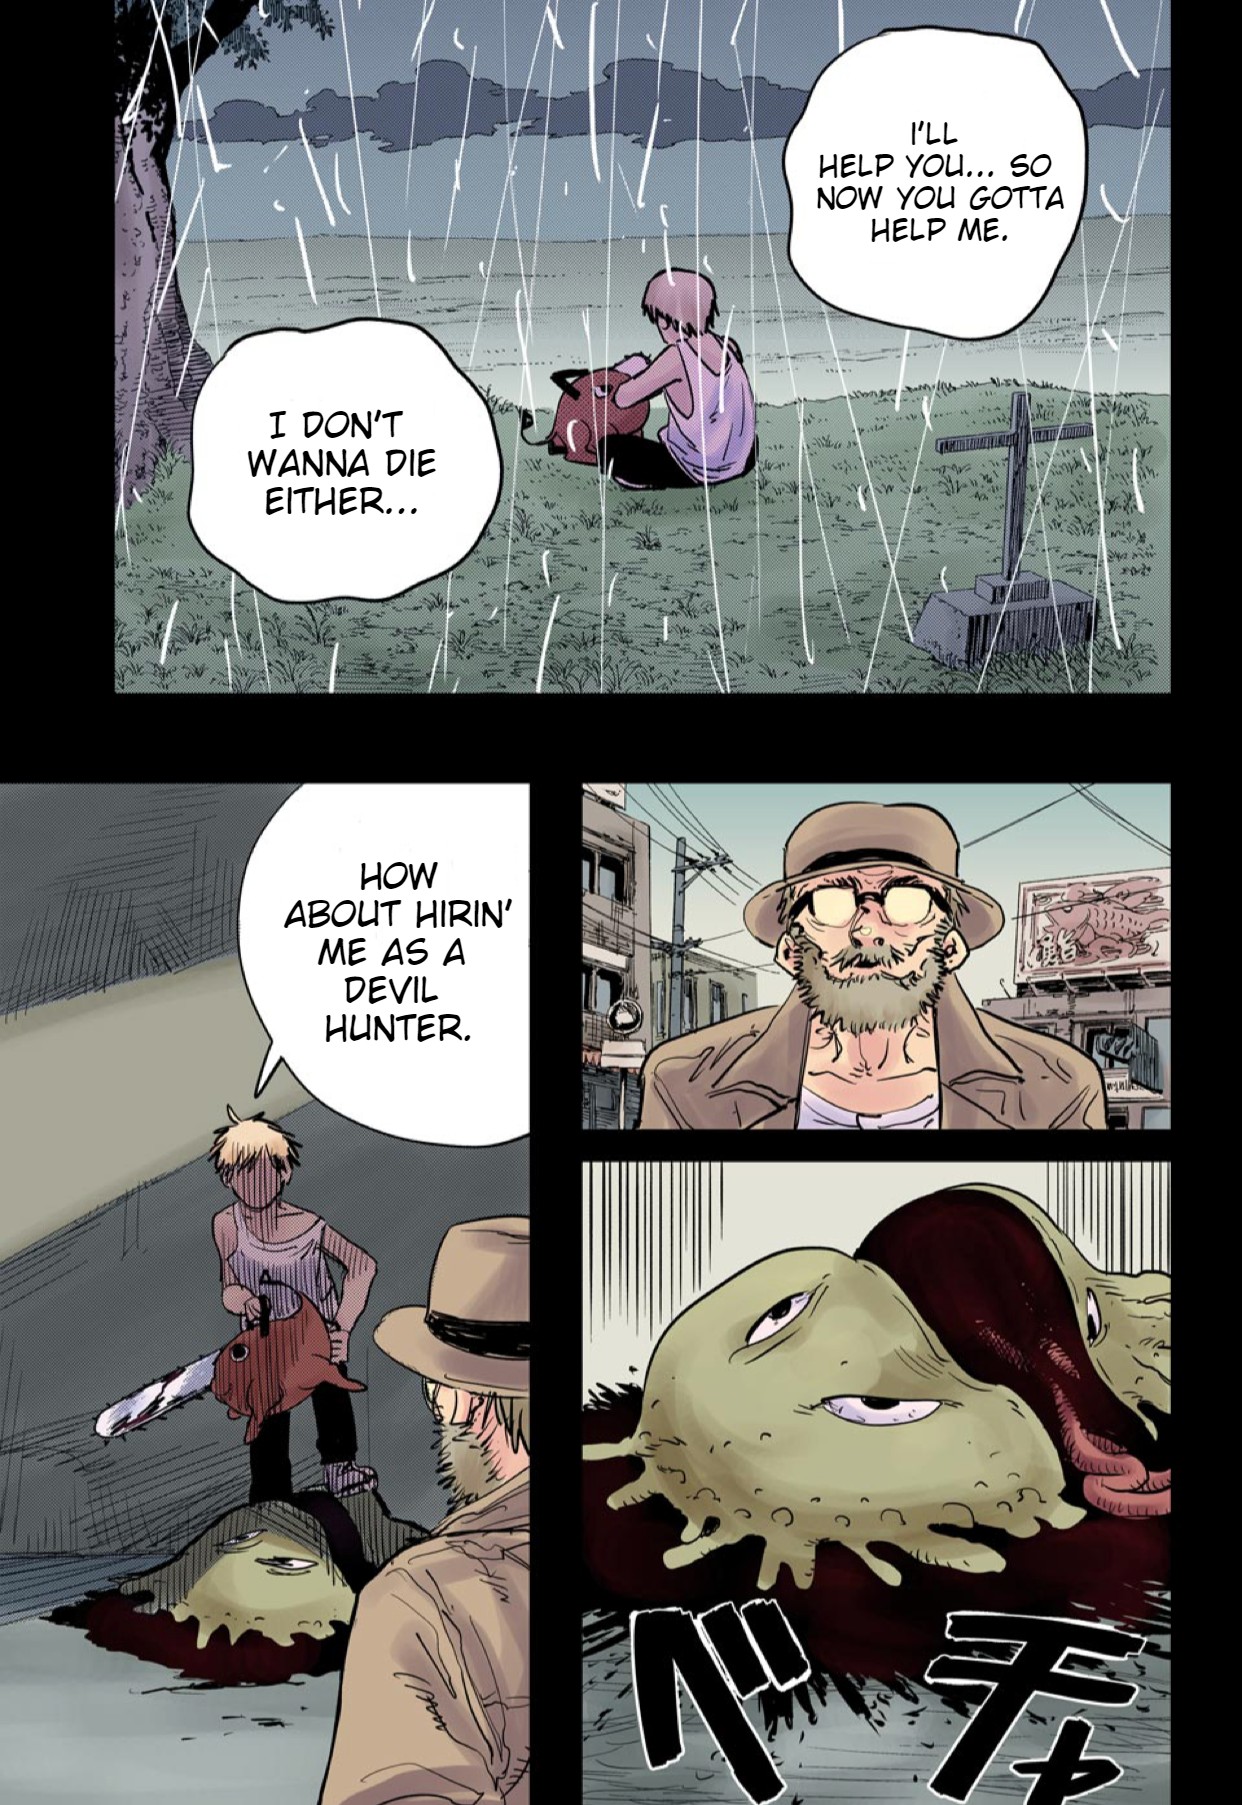 I'LL
HELP YOU... SO
NOW YOU GOTTA
HELP ME.
I DON'T
WANNA DIE
EITHER...
チャ
ベ
HOW
ABOUT HIRIN'
ME AS A
DEVIL
HUNTER.